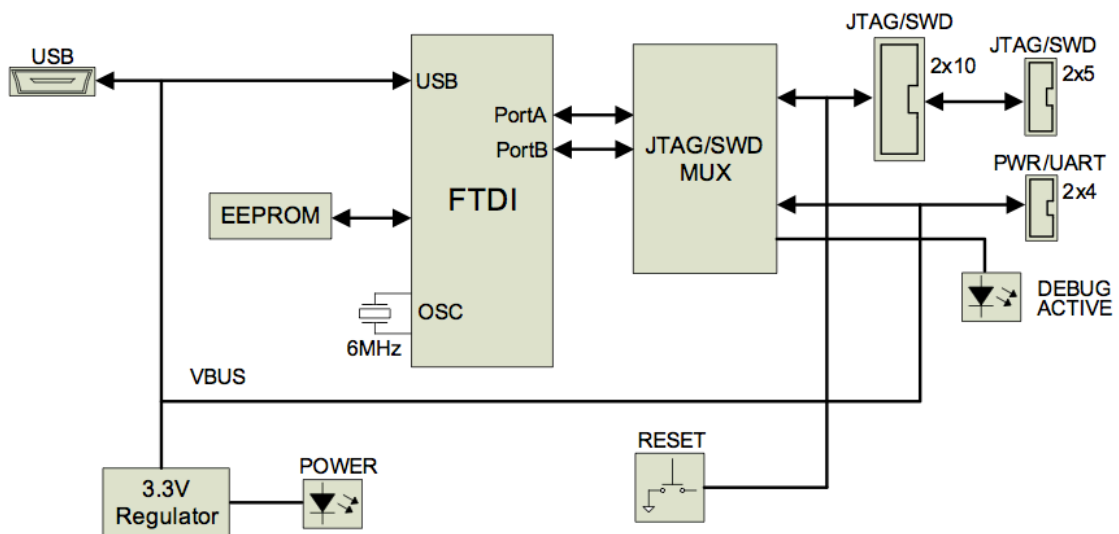 JTAG/SWD
USB
2x10
JTAG/SWD
2x5
USB
PortA
PortB
JTAG/SWD
MUX
FTDI
PWR/UART
2x4
EEPROM
OSC
6MHz
DEBUG
ACTIVE
VBUS
RESET
POWER
3.3V
Regulator